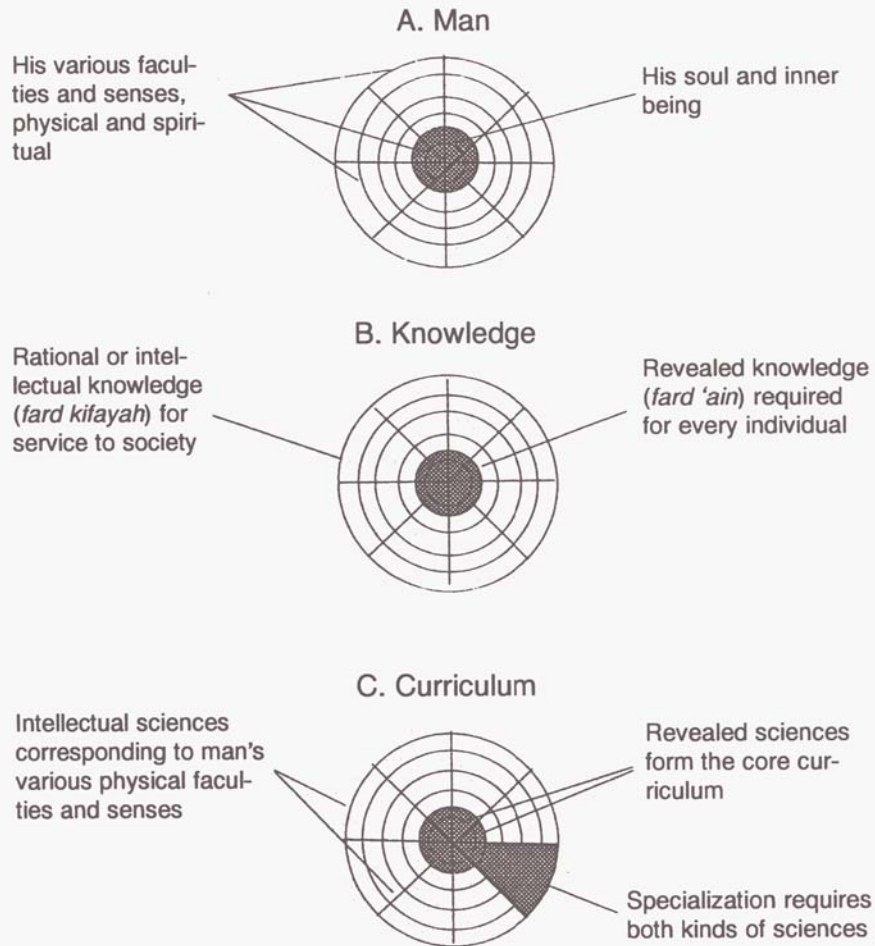 A. Man
His various facul-
ties and senses,
physical and spiri-
tual
His soul and inner
being
B. Knowledge
Rational or intel-
lectual knowledge
(fard kifayah) for
service to society
Revealed knowledge
(fard ‘ain) required
for every individual
C. Curriculum
Intellectual sciences
corresponding to man's
various physical facul-
ties and senses
Revealed sciences
form the core cur-
riculum
Specialization requires
both kinds of sciences